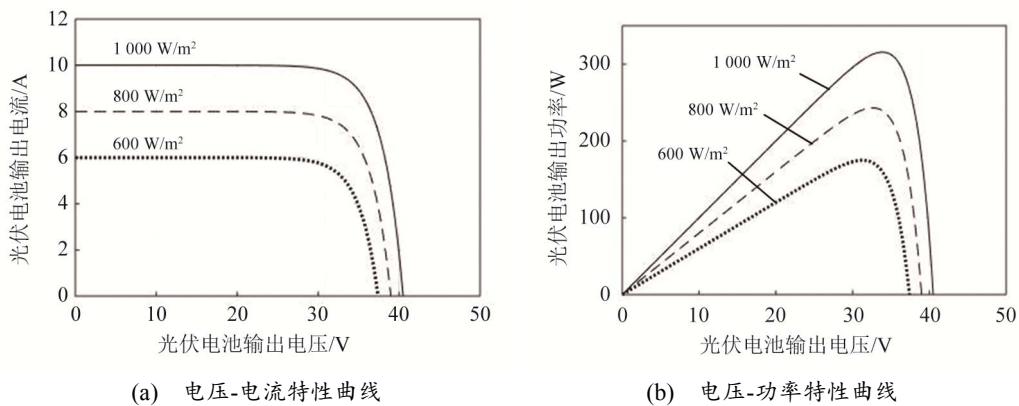 12
10
8
6
4
2
0
0 10 20 30 40 50
1 000 W/m²
800 W/m²
600 W/m²
光伏电池输出电流/A
光伏电池输出电压/V
(a) 电压-电流特性曲线
300
200
100
0
0 10 20 30 40 50
1 000 W/m²
800 W/m²
600 W/m²
光伏电池输出功率/W
光伏电池输出电压/V
(b) 电压-功率特性曲线